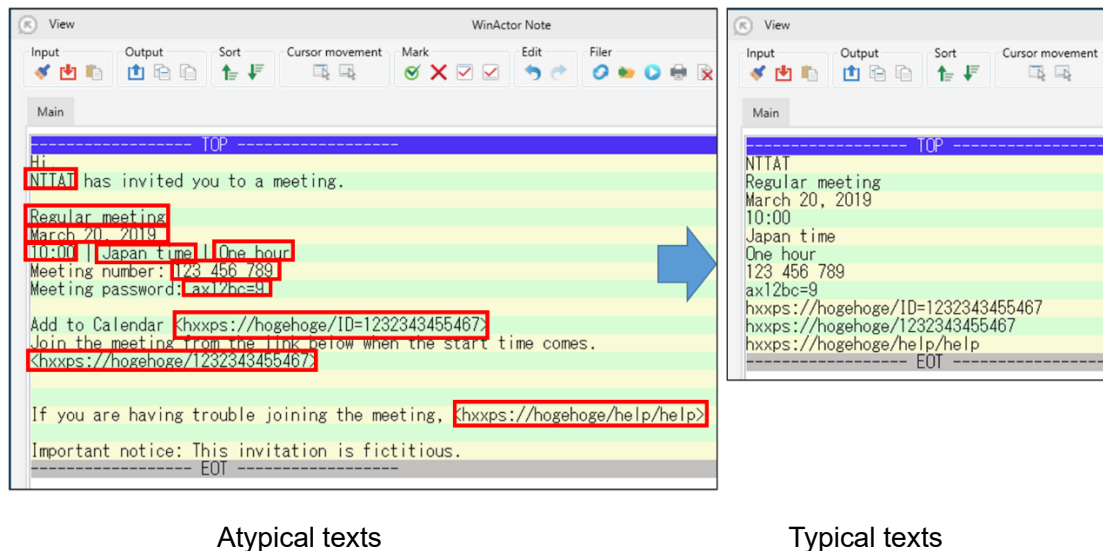 View WinActor Note
Input Output Sort Cursor movement Mark Edit Filer
Main
------------------ TOP ------------------
Hi
NTTAT has invited you to a meeting.
Regular meeting
March 20, 2019
10:00 | Japan time | One hour
Meeting number: 123 456 789
Meeting password: ax12bc=9
Add to Calendar <hxxps://hogehoge/ID=1232343455467>
Join the meeting from the link below when the start time comes.
<hxxps://hogehoge/1232343455467>
If you are having trouble joining the meeting, <hxxps://hogehoge/help/help>
Important notice: This invitation is fictitious.
------------------ EOT ------------------
Atypical texts
View
Input Output Sort Cursor movement
Main
------------------ TOP ------------------
NTTAT
Regular meeting
March 20, 2019
10:00
Japan time
One hour
123 456 789
ax12bc=9
hxxps://hogehoge/ID=1232343455467
hxxps://hogehoge/1232343455467
hxxps://hogehoge/help/help
------------------ EOT ------------------
Typical texts